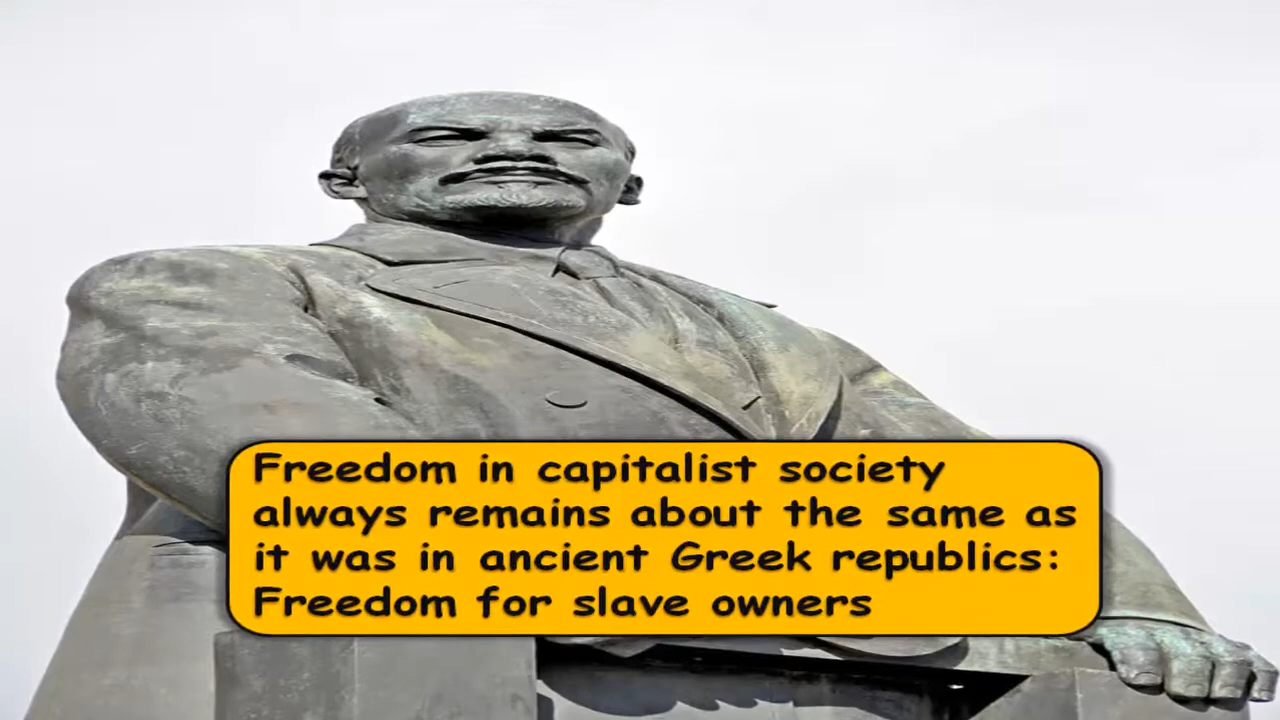 Freedom in capitalist society
always remains about the same as
it was in ancient Greek republics:
Freedom for slave owners